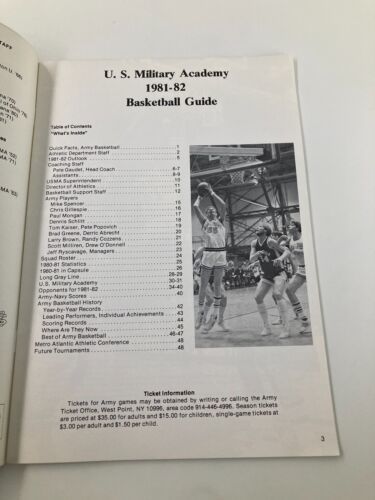 TAFF
on U. '66)
U. S. Military Academy
1981-82
Basketball Guide
Table of Contents
"What's Inside"
Quick Facts, Army Basketball 1
Athletic Department Staff 2
1981-82 Outlook 5
Coaching Staff
Pete Gaudet, Head Coach 6-7
Assistants 8-9
USMA Superintendent 10
Director of Athletics 11
Basketball Support Staff 12
Army Players
Mike Spencer 15
Chris Gillespie 16
Paul Mongan 17
Dennis Schlitt 18
Tom Kaiser, Pete Popovich 19
Brad Greene, Derric Abrecht 20
Larry Brown, Randy Cozzens 21
Scott Milliren, Drew O'Donnell 22
Jeff Ryscavage, Managers 23
Squad Roster 24
1980-81 Statistics 25
1980-81 in Capsule 26
Long Gray Line 28-29
U. S. Military Academy 30-31
Opponents for 1981-82 34-40
Army-Navy Scores 40
Army Basketball History
Year-by-Year Records 42
Leading Performers, Individual Achievements 43
Scoring Records 44
Where Are They Now 45
Best of Army Basketball 46-47
Metro Atlantic Athletic Conference 48
Future Tournaments 48
Ticket Information
Tickets for Army games may be obtained by writing or calling the Army
Ticket Office, West Point, NY 10996, area code 914-446-4996. Season tickets
are priced at $35.00 for adults and $15.00 for children, single-game tickets at
$3.00 per adult and $1.50 per child.
3